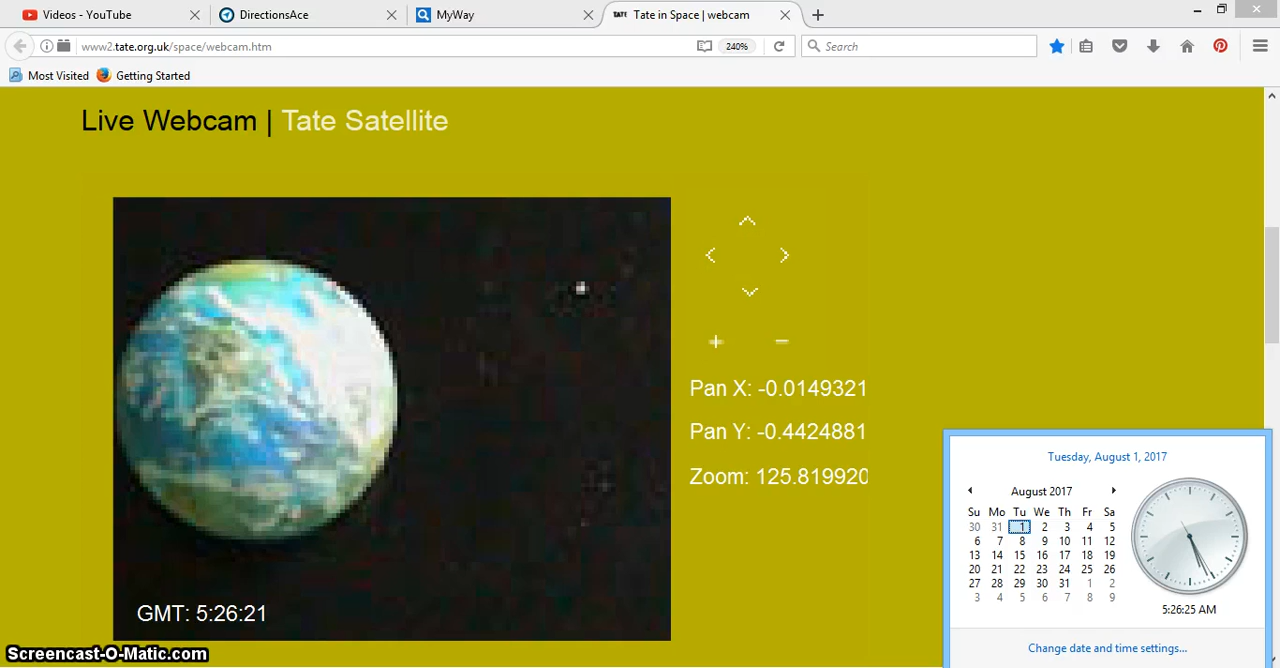 Videos - YouTube
DirectionsAce
MyWay
TATE Tate in Space | webcam
www2.tate.org.uk/space/webcam.htm
240%
Search
Most Visited
Getting Started
Live Webcam | Tate Satellite
Pan X: -0.0149321
Pan Y: -0.4424881
Zoom: 125.819920
GMT: 5:26:21
Tuesday, August 1, 2017
August 2017
Su Mo Tu We Th Fr Sa
30 31 1 2 3 4 5
6 7 8 9 10 11 12
13 14 15 16 17 18 19
20 21 22 23 24 25 26
27 28 29 30 31 1 2
3 4 5 6 7 8 9
5:26:25 AM
Change date and time settings...
Screencast-O-Matic.com